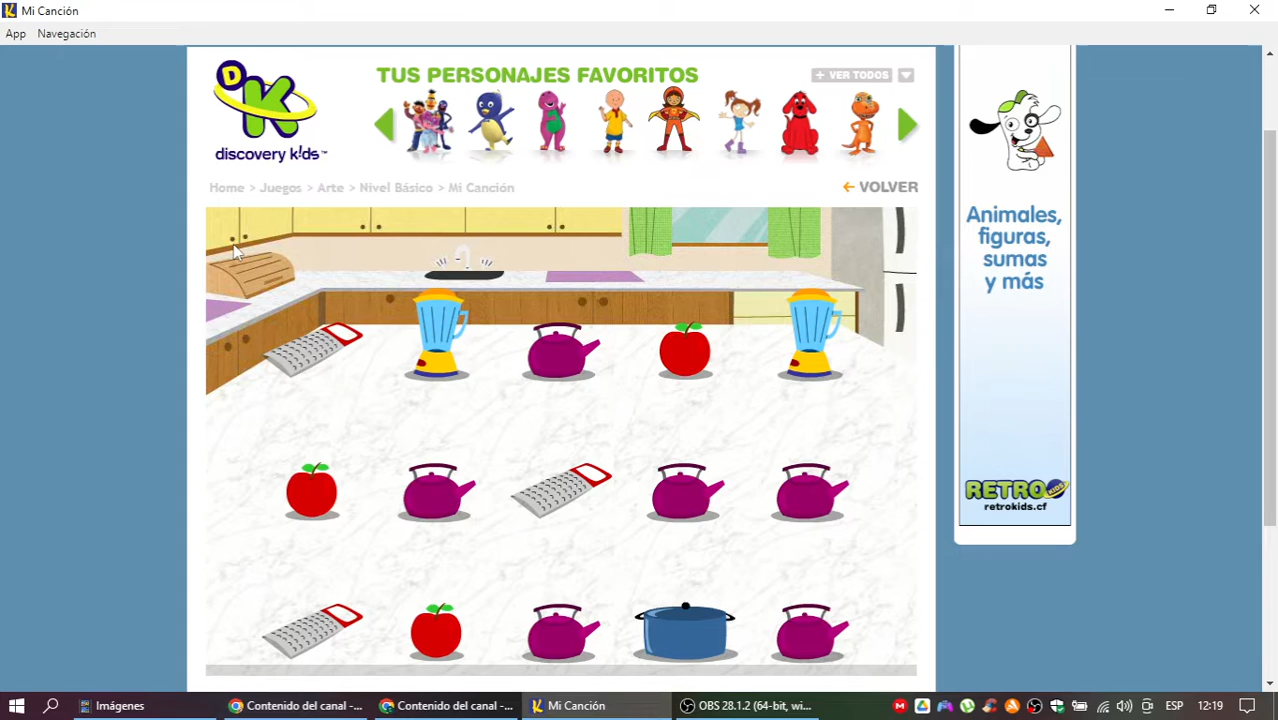 Mi Canción
App Navegación
D
K
discovery k!ds™
TUS PERSONAJES FAVORITOS
+ VER TODOS
Home > Juegos > Arte > Nivel Básico > Mi Canción
← VOLVER
Animales,
figuras,
sumas
y más
RETRO K
retrokids.cf
Imágenes
Contenido del canal -...
Contenido del canal -...
Mi Canción
OBS 28.1.2 (64-bit, wi...
ESP
12:19